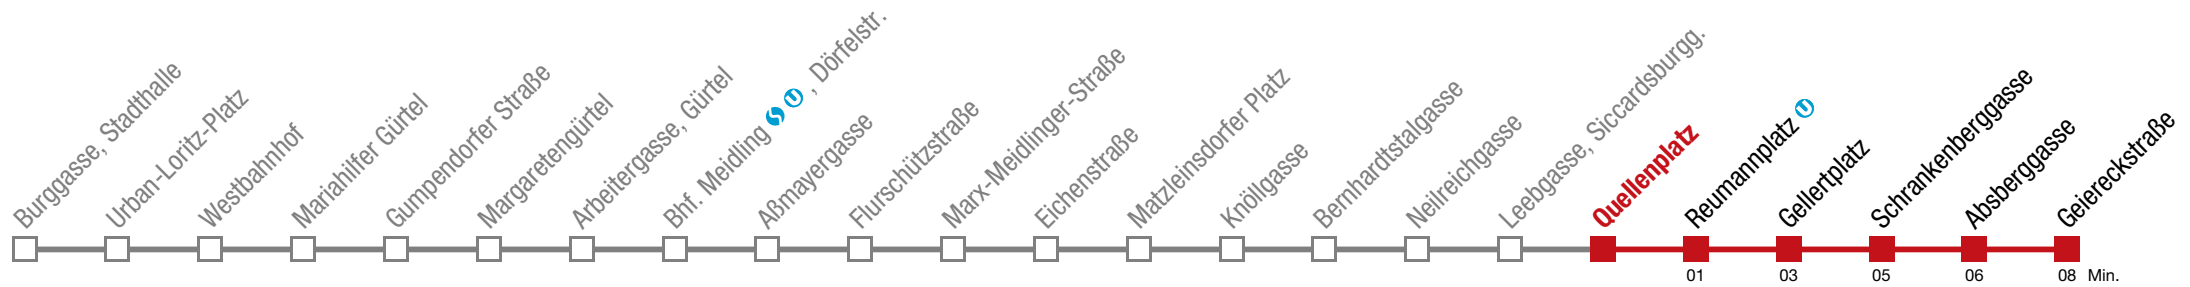 Burggasse, Stadthalle
Urban-Loritz-Platz
Westbahnhof
Mariahilfer Gürtel
Gumpendorfer Straße
Margaretengürtel
Arbeitergasse, Gürtel
Bhf. Meidling S U , Dörfelstr.
Aßmayergasse
Flurschützstraße
Marx-Meidlinger-Straße
Eichenstraße
Matzleinsdorfer Platz
Knöllgasse
Bernhardtstalgasse
Neilreichgasse
Leebgasse, Siccardsburgg.
Quellenplatz
Reumannplatz U
Gellertplatz
Schrankenberggasse
Absberggasse
Geiereckstraße
01 03 05 06 08 Min.